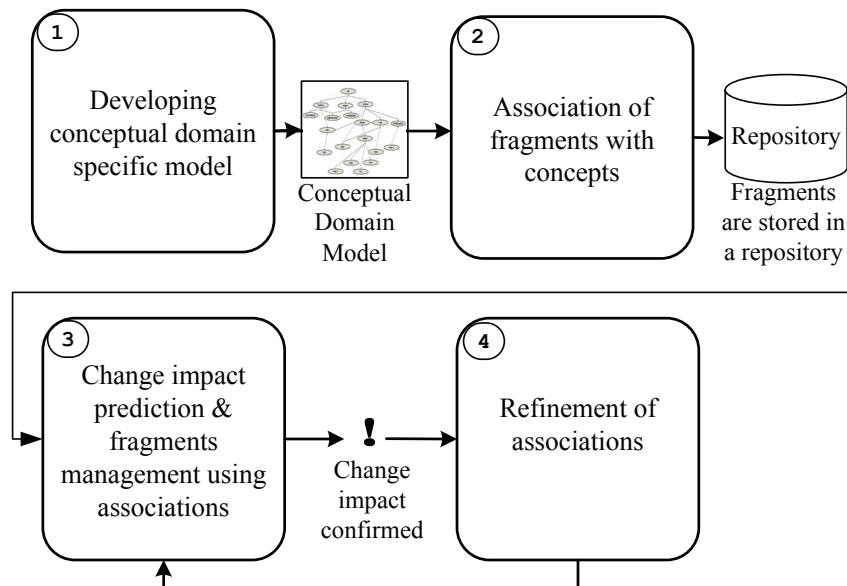 1
Developing
conceptual domain
specific model
Conceptual
Domain
Model
2
Association of
fragments with
concepts
Repository
Fragments
are stored in
a repository
3
Change impact
prediction &
fragments
management using
associations
!
Change
impact
confirmed
4
Refinement of
associations